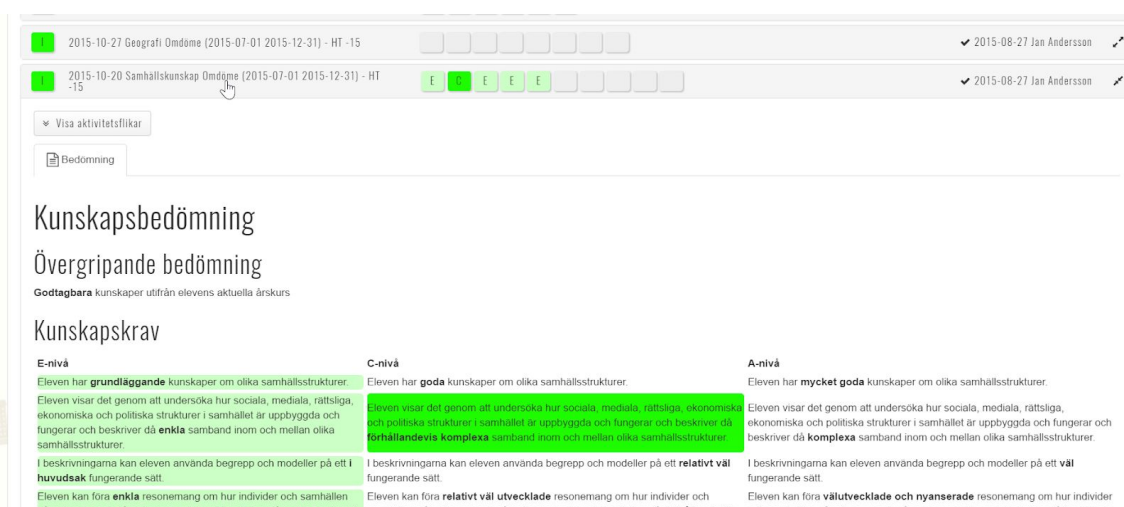 I 2015-10-27 Geografi Omdöme (2015-07-01 2015-12-31) - HT -15 2015-08-27 Jan Andersson
I 2015-10-20 Samhällskunskap Omdöme (2015-07-01 2015-12-31) - HT
-15 E C E E E 2015-08-27 Jan Andersson
Visa aktivitetsflikar
Bedömning
Kunskapsbedömning
Övergripande bedömning
Godtagbara kunskaper utifrån elevens aktuella årskurs
Kunskapskrav
E-nivå
Eleven har grundläggande kunskaper om olika samhällsstrukturer.
Eleven visar det genom att undersöka hur sociala, mediala, rättsliga,
ekonomiska och politiska strukturer i samhället är uppbyggda och
fungerar och beskriver då enkla samband inom och mellan olika
samhällsstrukturer.
I beskrivningarna kan eleven använda begrepp och modeller på ett i
huvudsak fungerande sätt.
Eleven kan föra enkla resonemang om hur individer och samhällen
C-nivå
Eleven har goda kunskaper om olika samhällsstrukturer.
Eleven visar det genom att undersöka hur sociala, mediala, rättsliga, ekonomiska
och politiska strukturer i samhället är uppbyggda och fungerar och beskriver då
förhållandevis komplexa samband inom och mellan olika samhällsstrukturer.
I beskrivningarna kan eleven använda begrepp och modeller på ett relativt väl
fungerande sätt.
Eleven kan föra relativt väl utvecklade resonemang om hur individer och
A-nivå
Eleven har mycket goda kunskaper om olika samhällsstrukturer.
Eleven visar det genom att undersöka hur sociala, mediala, rättsliga,
ekonomiska och politiska strukturer i samhället är uppbyggda och fungerar och
beskriver då komplexa samband inom och mellan olika samhällsstrukturer.
I beskrivningarna kan eleven använda begrepp och modeller på ett väl
fungerande sätt.
Eleven kan föra välutvecklade och nyanserade resonemang om hur individer